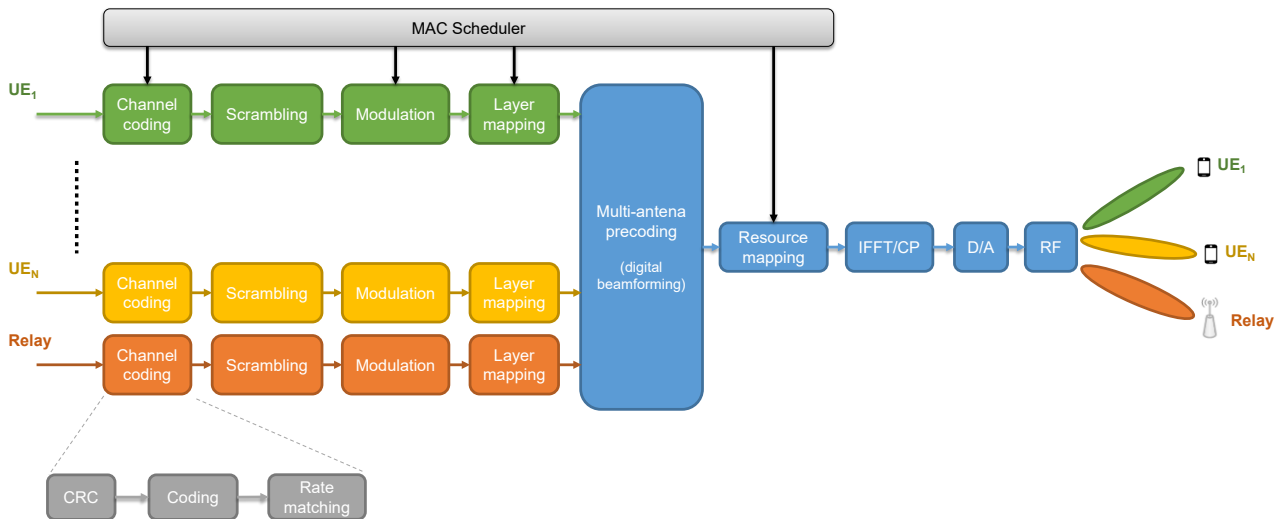 MAC Scheduler
UE1
Channel
coding
Scrambling
Modulation
Layer
mapping
UE1
Multi-antena
precoding
(digital
beamforming)
Resource
mapping
IFFT/CP
D/A
RF
UEN
UEN
Channel
coding
Scrambling
Modulation
Layer
mapping
Relay
Relay
Channel
coding
Scrambling
Modulation
Layer
mapping
CRC
Coding
Rate
matching